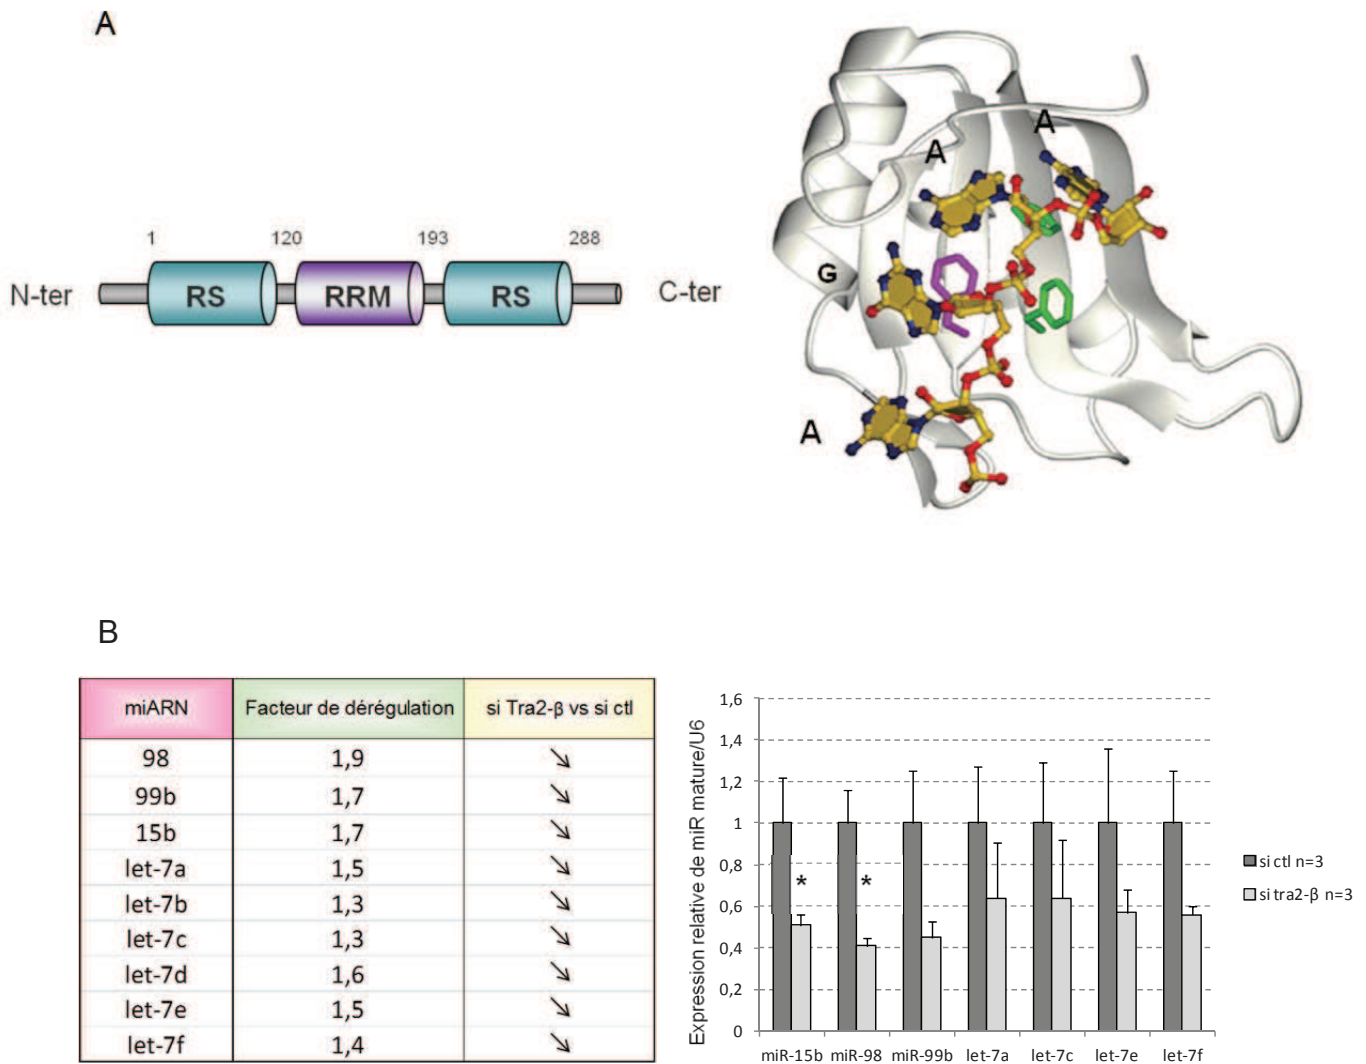 A
1 120 193 288
N-ter RS RRM RS C-ter
A
A
G
A
B
miARN Facteur de dérégulation si Tra2-β vs si ctl
98 1,9 ↘
99b 1,7 ↘
15b 1,7 ↘
let-7a 1,5 ↘
let-7b 1,3 ↘
let-7c 1,3 ↘
let-7d 1,6 ↘
let-7e 1,5 ↘
let-7f 1,4 ↘
Expression relative de miR mature/U6
1,6
1,4
1,2
1
0,8
0,6
0,4
0,2
0
* *
miR-15b miR-98 miR-99b let-7a let-7c let-7e let-7f
si ctl n=3
si tra2-β n=3